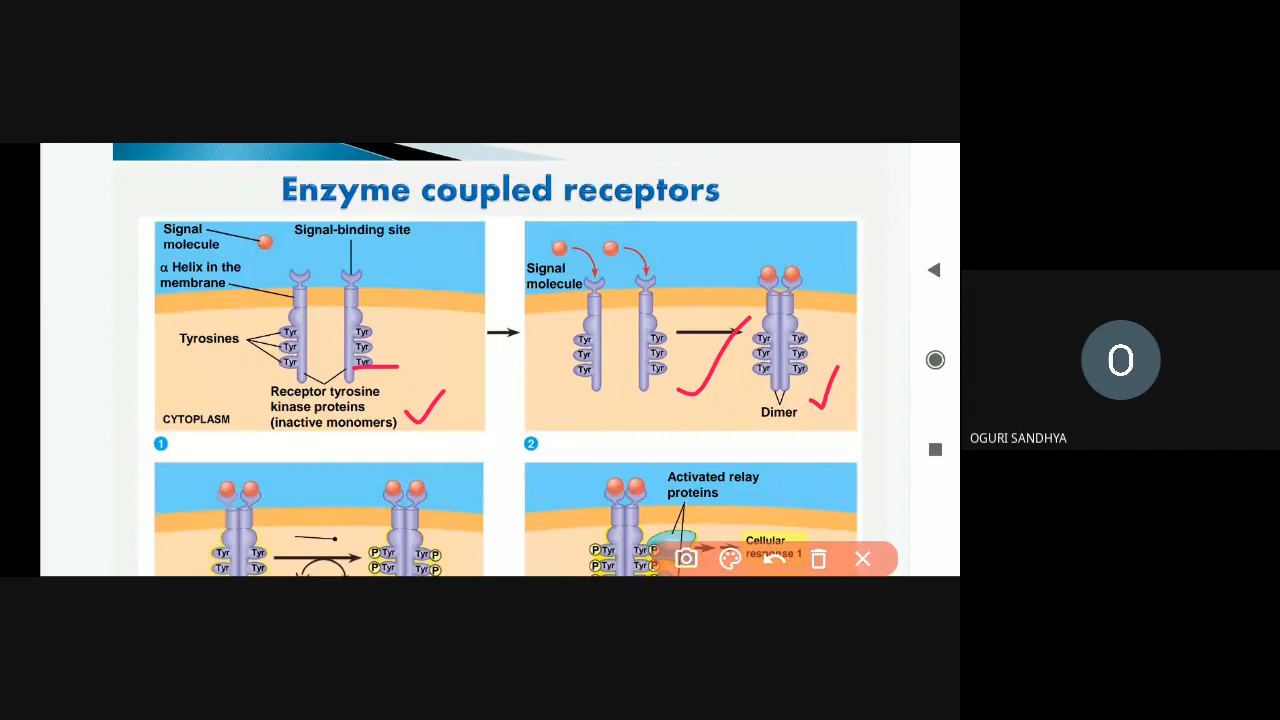 Enzyme coupled receptors
Signal
molecule
Signal-binding site
α Helix in the
membrane
Tyrosines
Tyr
Tyr
Tyr
Tyr
Tyr
Tyr
Receptor tyrosine
kinase proteins
(inactive monomers)
CYTOPLASM
1
Signal
molecule
Tyr
Tyr
Tyr
Tyr
Tyr
Tyr
Tyr
Tyr
Tyr
Tyr
Tyr
Tyr
Dimer
2
Tyr
Tyr
Tyr
Tyr
P Tyr
Tyr P
P Tyr
Tyr P
Activated relay
proteins
P Tyr
Tyr P
P Tyr
Tyr P
Cellular
response 1
O
OGURI SANDHYA